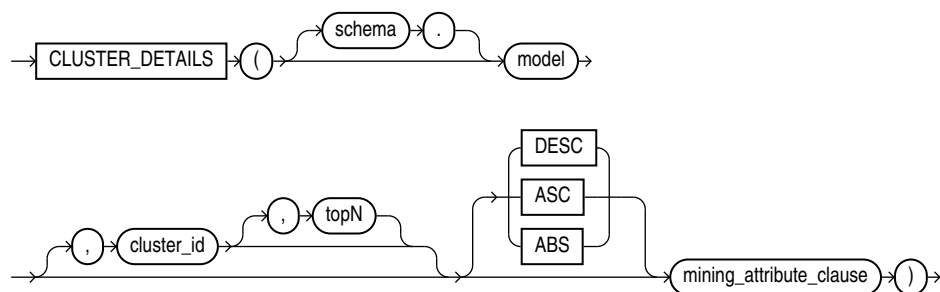 schema .
CLUSTER_DETAILS ( model
DESC
, topN ASC
, cluster_id ABS
mining_attribute_clause )